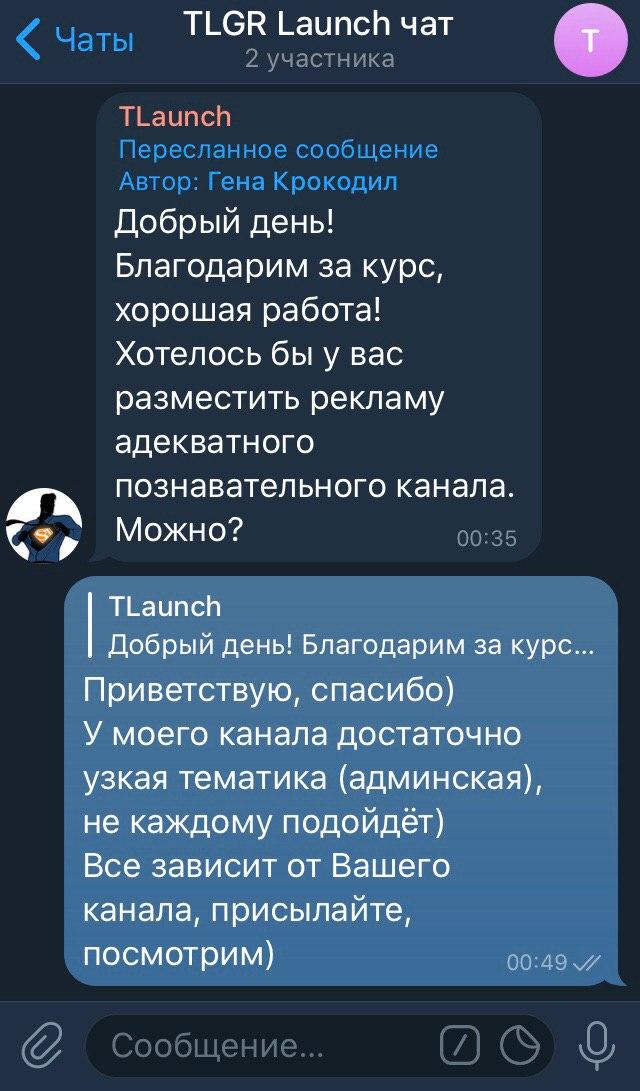 Чаты
TLGR Launch чат
2 участника
T
TLaunch
Пересланное сообщение
Автор: Гена Крокодил
Добрый день!
Благодарим за курс,
хорошая работа!
Хотелось бы у вас
разместить рекламу
адекватного
познавательного канала.
Можно?
00:35
TLaunch
Добрый день! Благодарим за курс...
Приветствую, спасибо)
У моего канала достаточно
узкая тематика (админская),
не каждому подойдёт)
Все зависит от Вашего
канала, присылайте,
посмотрим)
00:49
Сообщение...